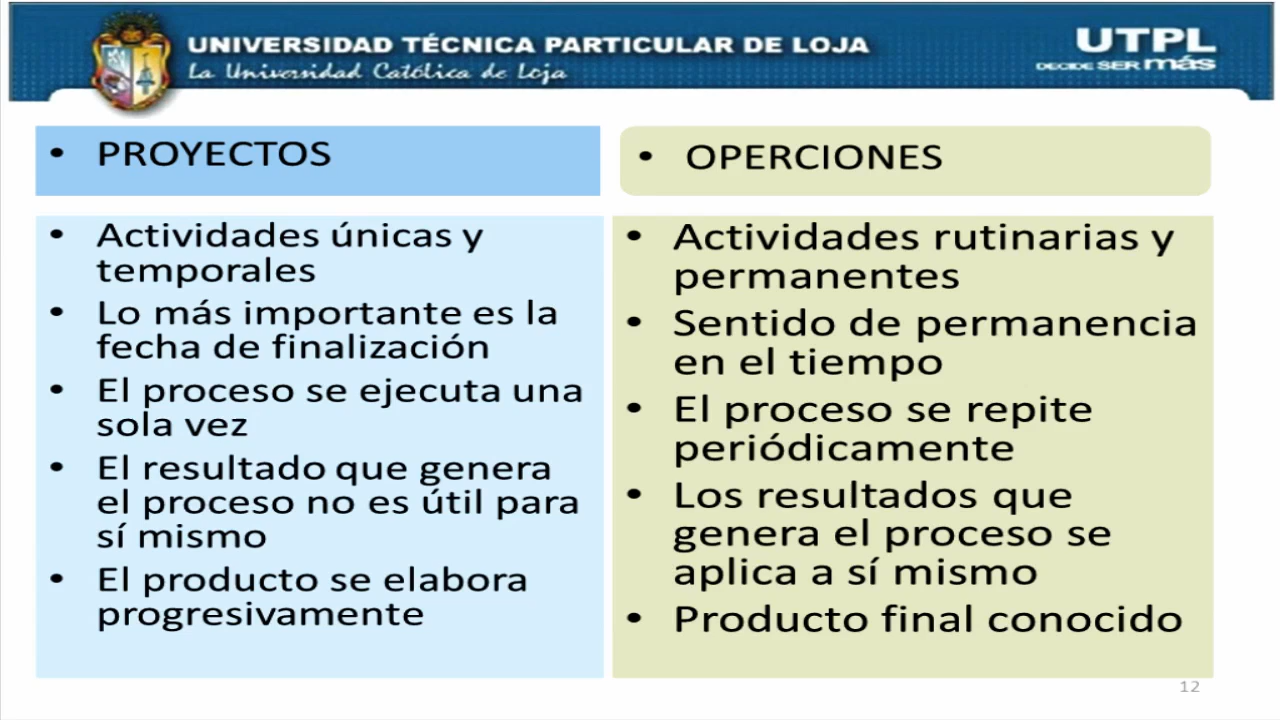 UNIVERSIDAD TÉCNICA PARTICULAR DE LOJA
La Universidad Católica de Loja
UTPL
DECIDE SER más
• PROYECTOS
• Actividades únicas y
temporales
• Lo más importante es la
fecha de finalización
• El proceso se ejecuta una
sola vez
• El resultado que genera
el proceso no es útil para
sí mismo
• El producto se elabora
progresivamente
• OPERCIONES
• Actividades rutinarias y
permanentes
• Sentido de permanencia
en el tiempo
• El proceso se repite
periódicamente
• Los resultados que
genera el proceso se
aplica a sí mismo
• Producto final conocido
12